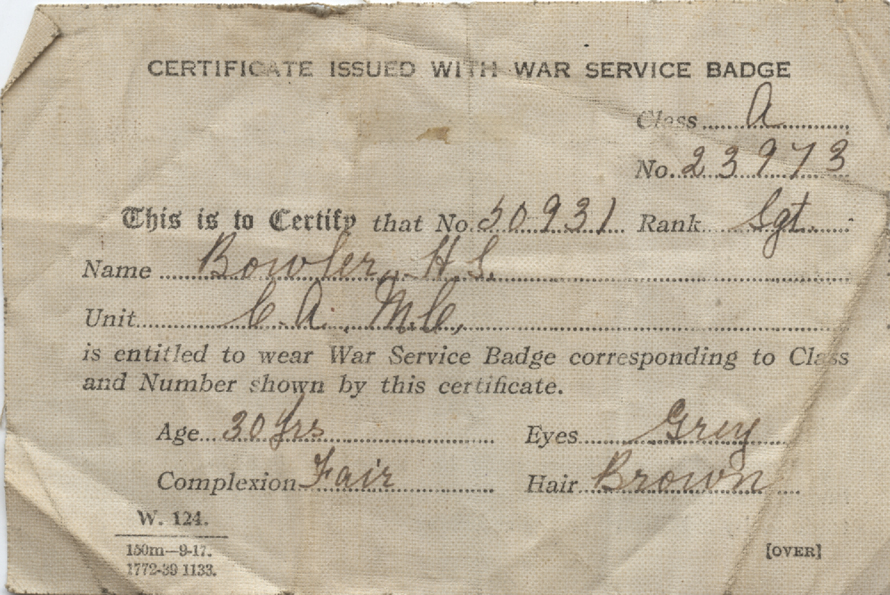 CERTIFICATE ISSUED WITH WAR SERVICE BADGE
Class A
No. 23973
This is to Certify that No. 50931 Rank Sgt.
Name Bowler, H.S.
Unit C.A.M.C.
is entitled to wear War Service Badge corresponding to Class
and Number shown by this certificate.
Age 30 yrs Eyes Grey
Complexion Fair Hair Brown
W. 124.
150m—9-17.
1772-39 1133.
[OVER]